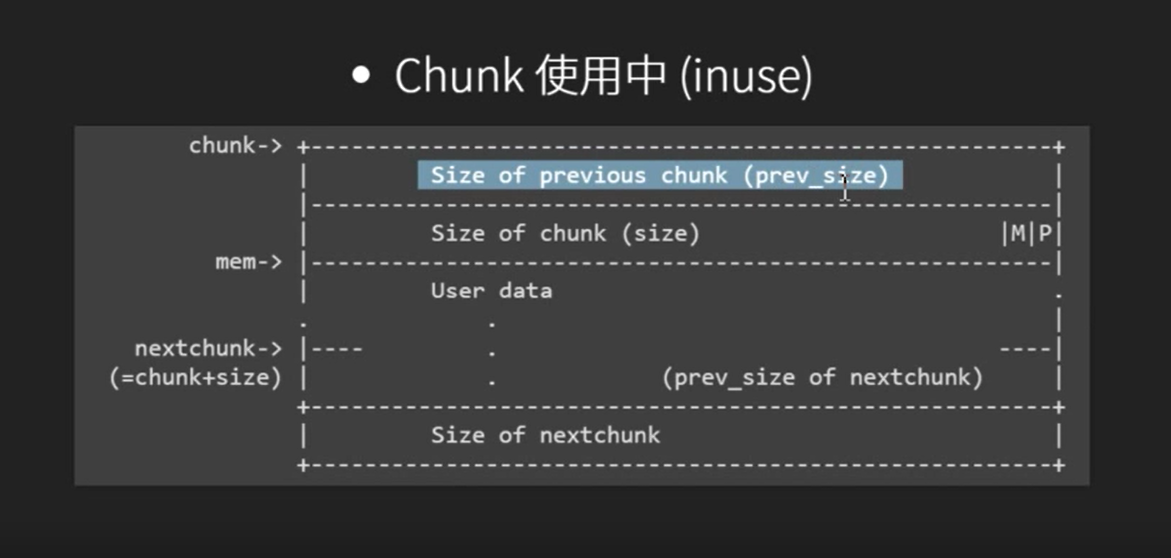 • Chunk 使用中 (inuse)
chunk-> +-------------------------------------------------------+
| Size of previous chunk (prev_size) |
|-------------------------------------------------------|
| Size of chunk (size) |M|P|
mem-> |-------------------------------------------------------|
| User data .
. . |
nextchunk-> |---- . ----|
(=chunk+size) | . (prev_size of nextchunk) |
+-------------------------------------------------------+
| Size of nextchunk |
+-------------------------------------------------------+